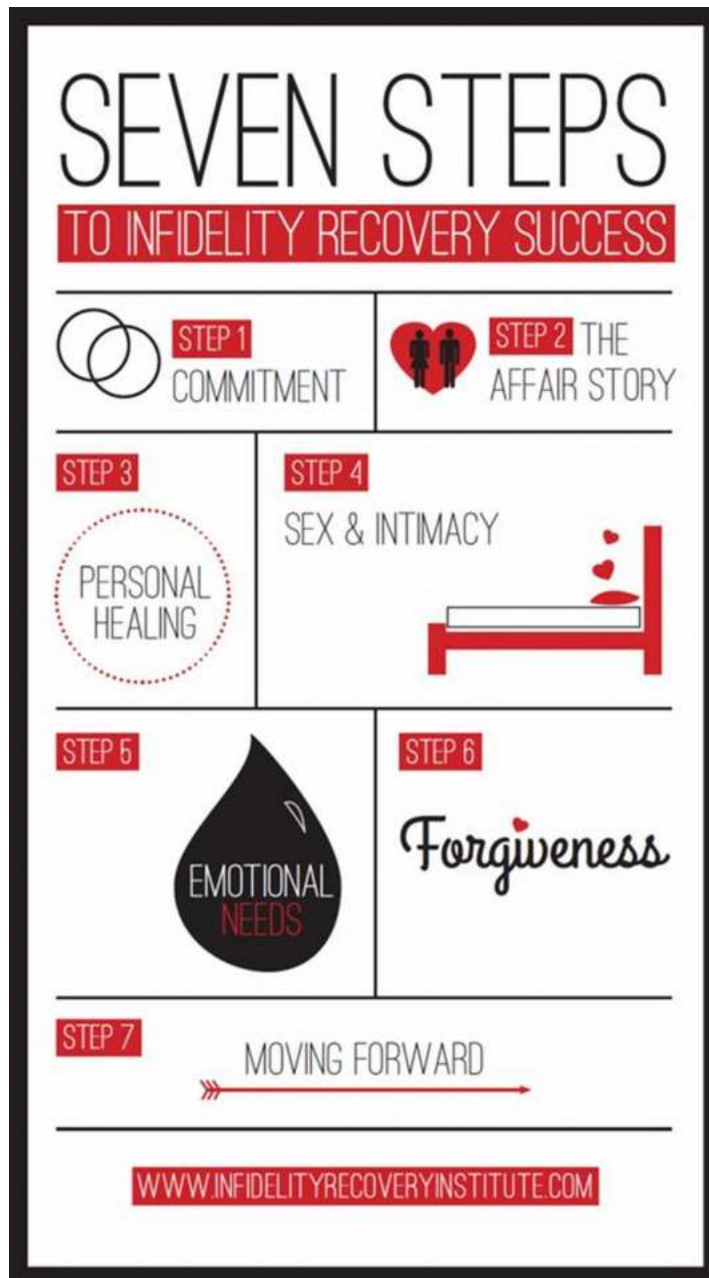 SEVEN STEPS
TO INFIDELITY RECOVERY SUCCESS
STEP 1
COMMITMENT
STEP 2 THE
AFFAIR STORY
STEP 3
PERSONAL
HEALING
STEP 4
SEX & INTIMACY
STEP 5
EMOTIONAL
NEEDS
STEP 6
Forgiveness
STEP 7
MOVING FORWARD
WWW.INFIDELITYRECOVERYINSTITUTE.COM